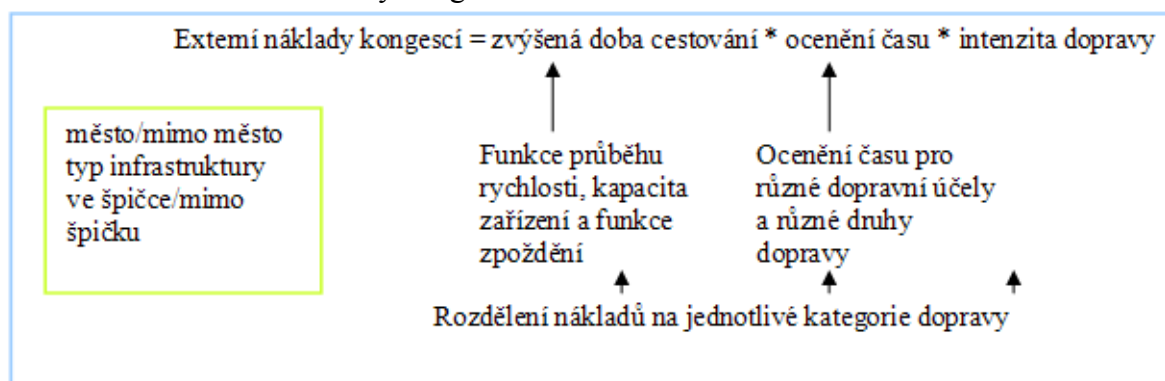 Externí náklady kongescí = zvýšená doba cestování * ocenění času * intenzita dopravy
město/mimo město
typ infrastruktury
ve špičce/mimo
špičku
Funkce průběhu
rychlosti, kapacita
zařízení a funkce
zpoždění
Ocenění času pro
různé dopravní účely
a různé druhy
dopravy
Rozdělení nákladů na jednotlivé kategorie dopravy